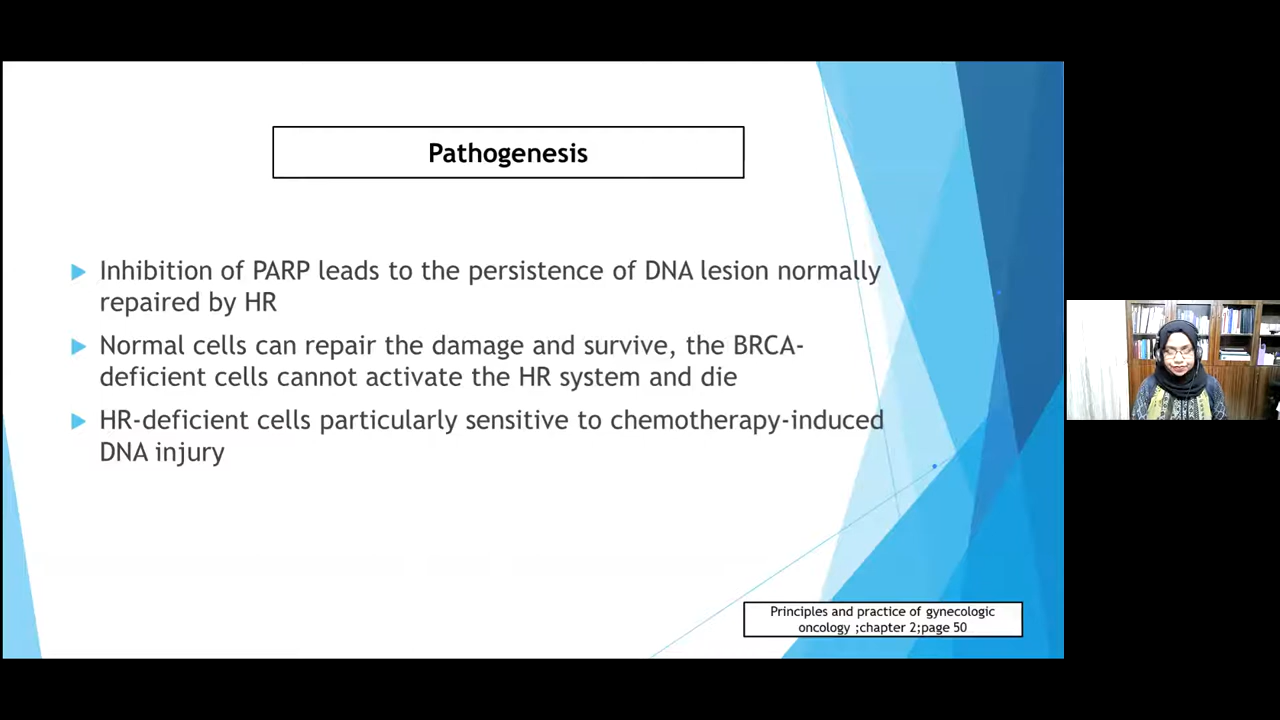 Pathogenesis
Inhibition of PARP leads to the persistence of DNA lesion normally
repaired by HR
Normal cells can repair the damage and survive, the BRCA-
deficient cells cannot activate the HR system and die
HR-deficient cells particularly sensitive to chemotherapy-induced
DNA injury
Principles and practice of gynecologic
oncology ;chapter 2;page 50